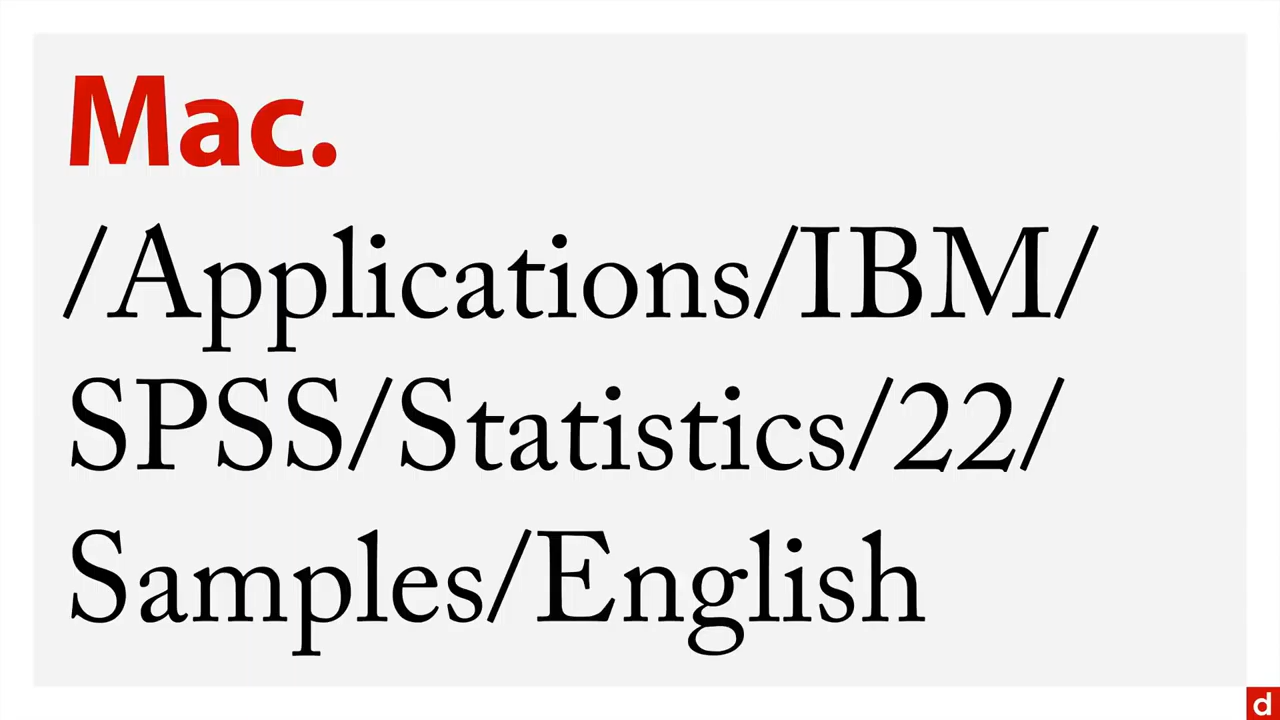 Mac.
/Applications/IBM/
SPSS/Statistics/22/
Samples/English
d